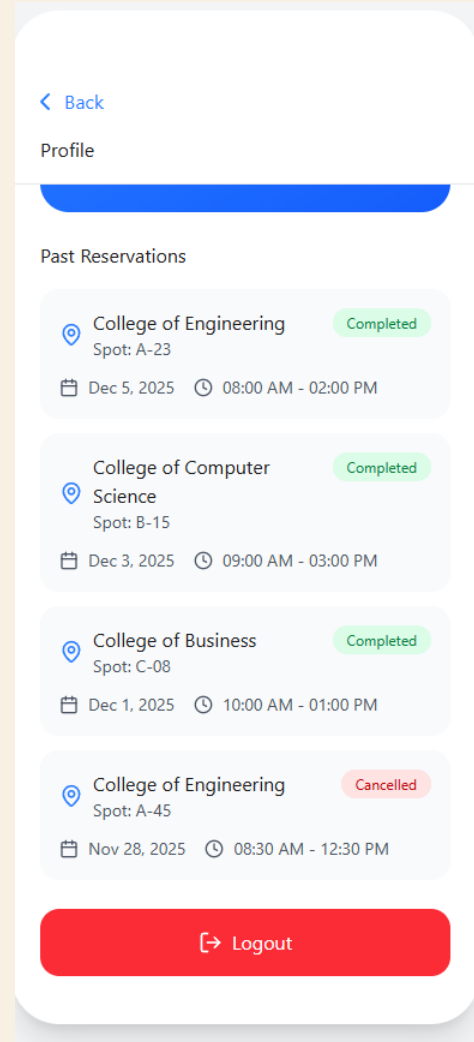 Back
Profile
Past Reservations
College of Engineering
Completed
Spot: A-23
Dec 5, 2025 08:00 AM - 02:00 PM
College of Computer
Science
Completed
Spot: B-15
Dec 3, 2025 09:00 AM - 03:00 PM
College of Business
Completed
Spot: C-08
Dec 1, 2025 10:00 AM - 01:00 PM
College of Engineering
Cancelled
Spot: A-45
Nov 28, 2025 08:30 AM - 12:30 PM
Logout